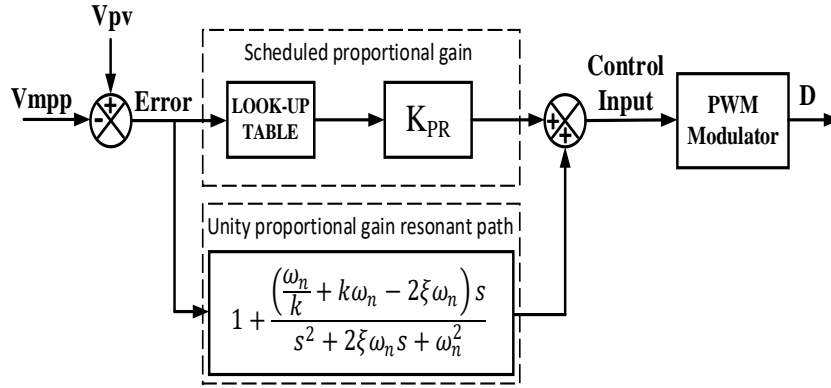 Vpv
Vmpp
+
-
Error
Scheduled proportional gain
LOOK-UP
TABLE
K_PR
+
+
Control
Input
PWM
Modulator
D
Unity proportional gain resonant path
1 + ((ω_n/k + kω_n − 2ξω_n) s)/(s² + 2ξω_n s + ω_n²)